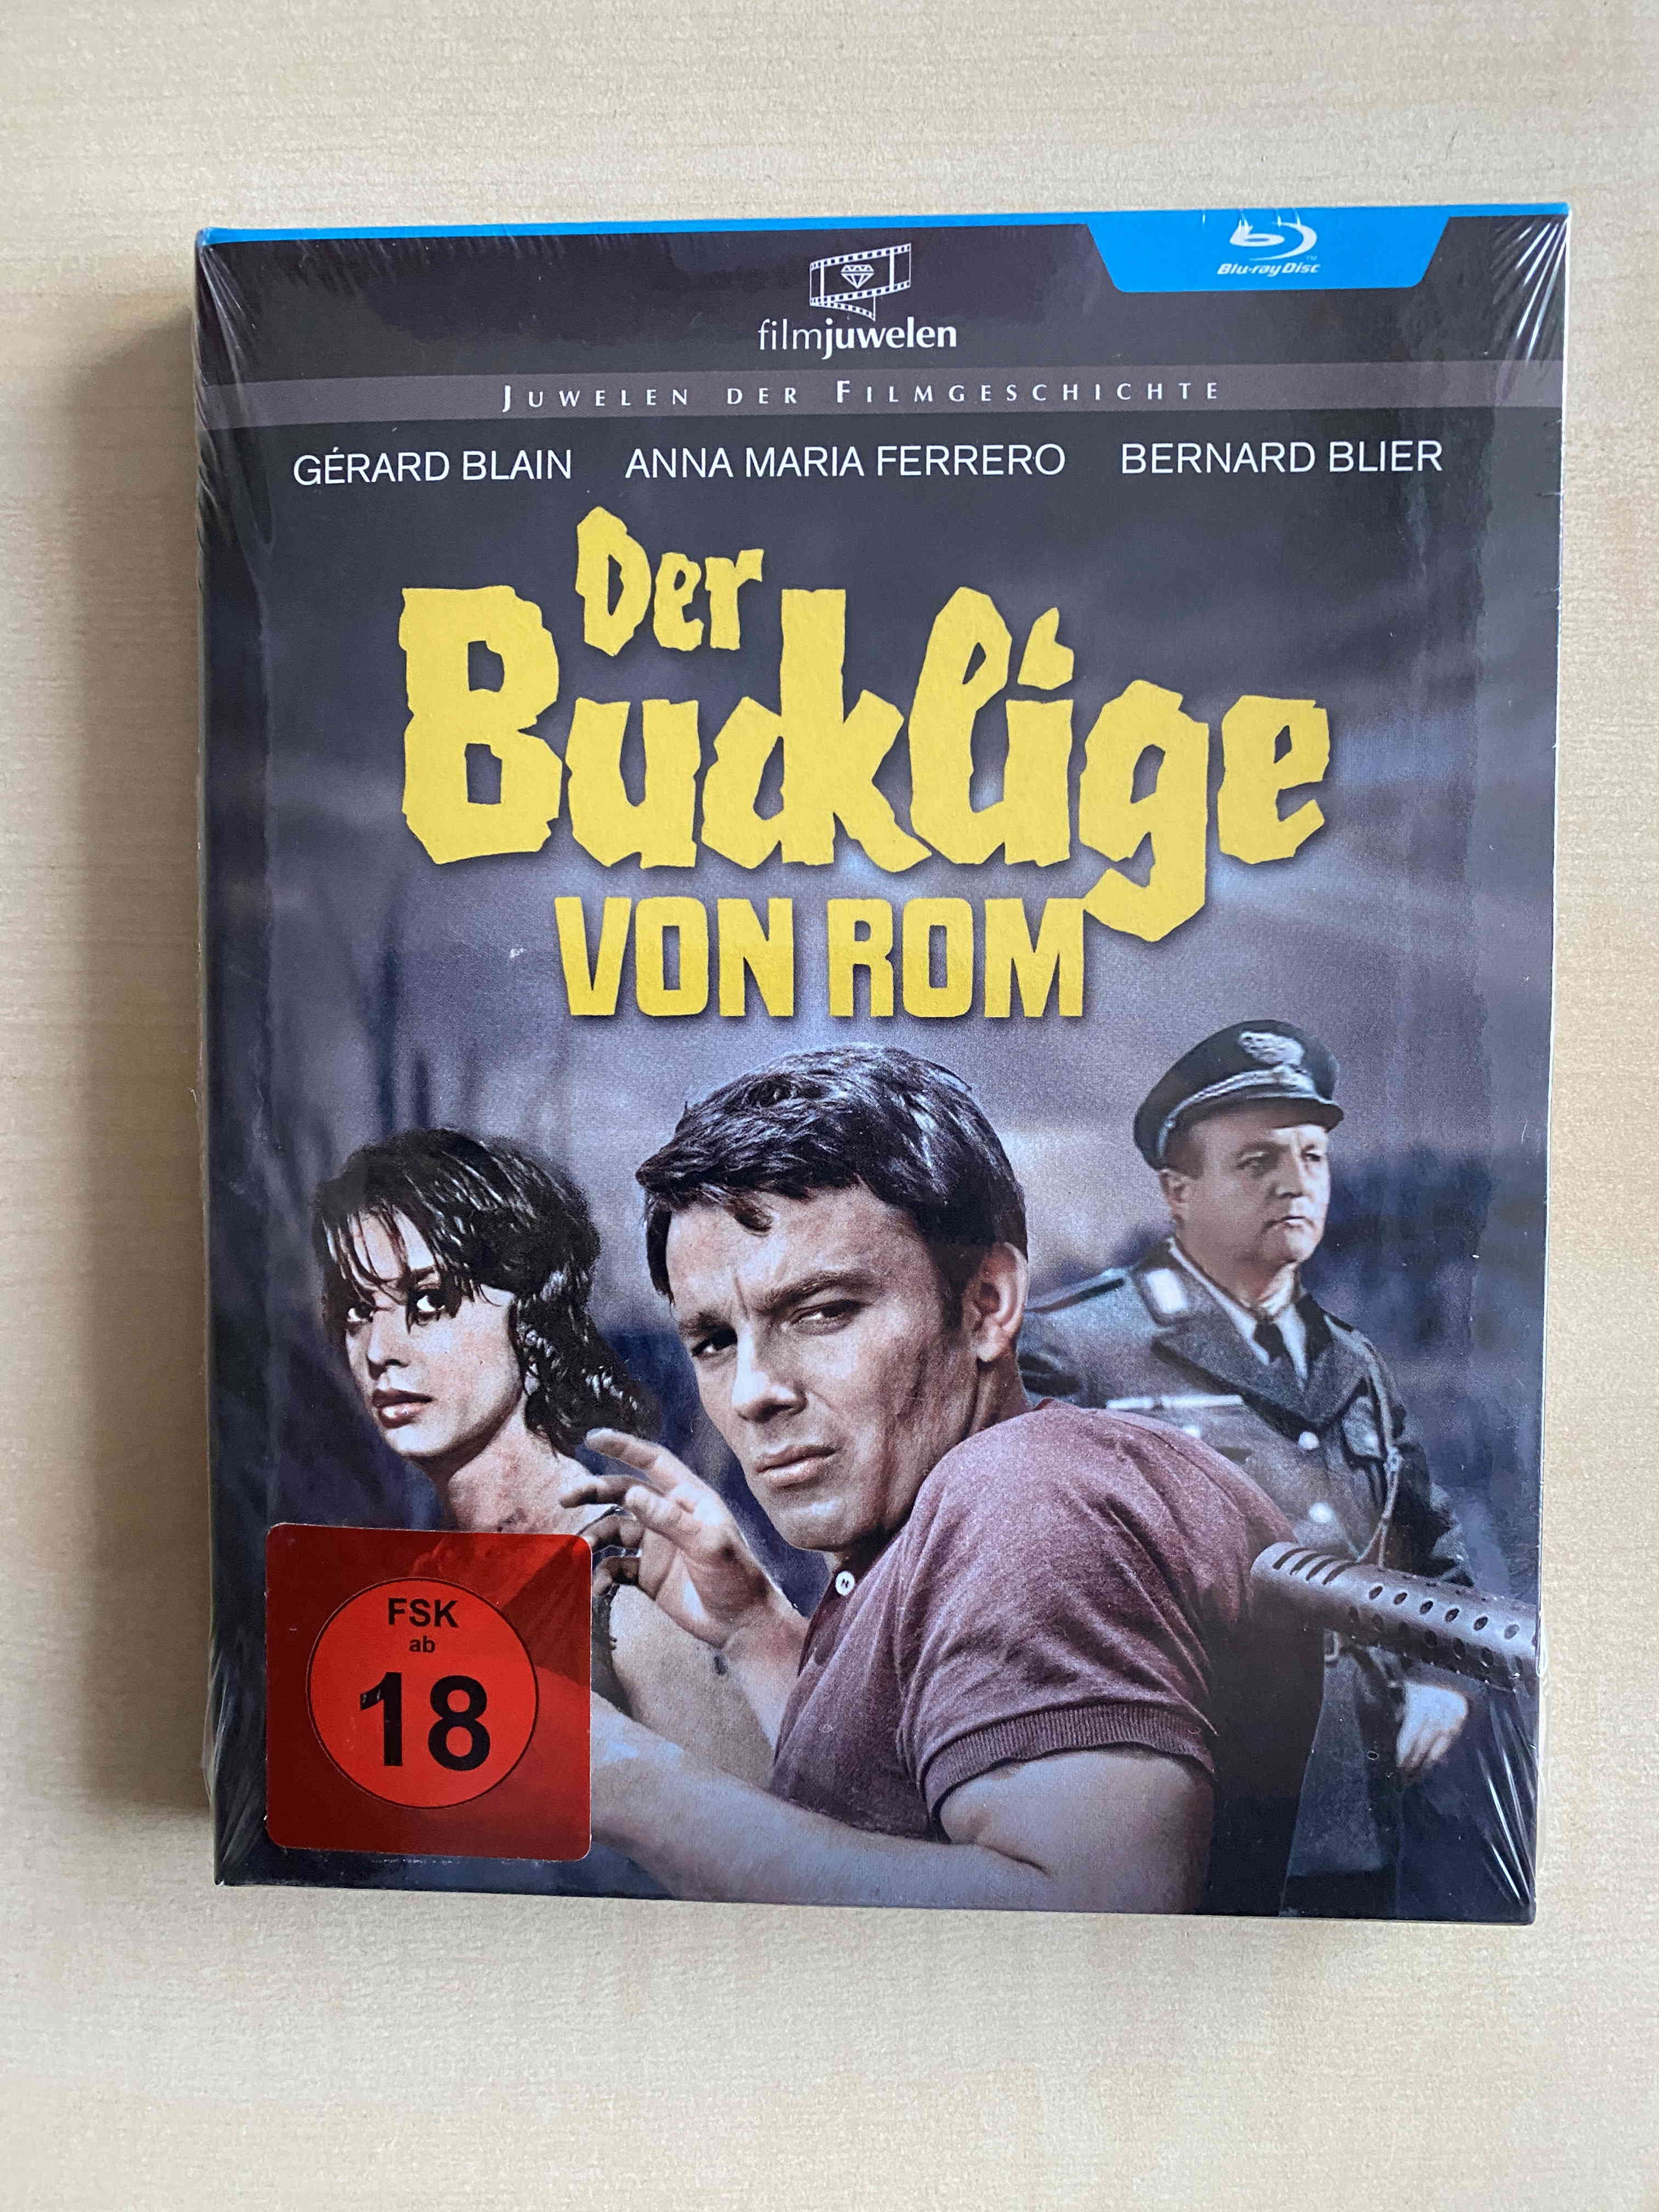 Blu-ray Disc
filmjuwelen
JUWELEN DER FILMGESCHICHTE
GÉRARD BLAIN ANNA MARIA FERRERO BERNARD BLIER
Der
Bucklige
VON ROM
FSK
ab
18